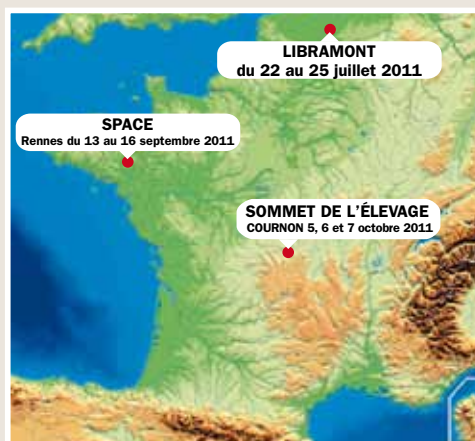 LIBRAMONT
du 22 au 25 juillet 2011
SPACE
Rennes du 13 au 16 septembre 2011
SOMMET DE L'ÉLEVAGE
COURNON 5, 6 et 7 octobre 2011